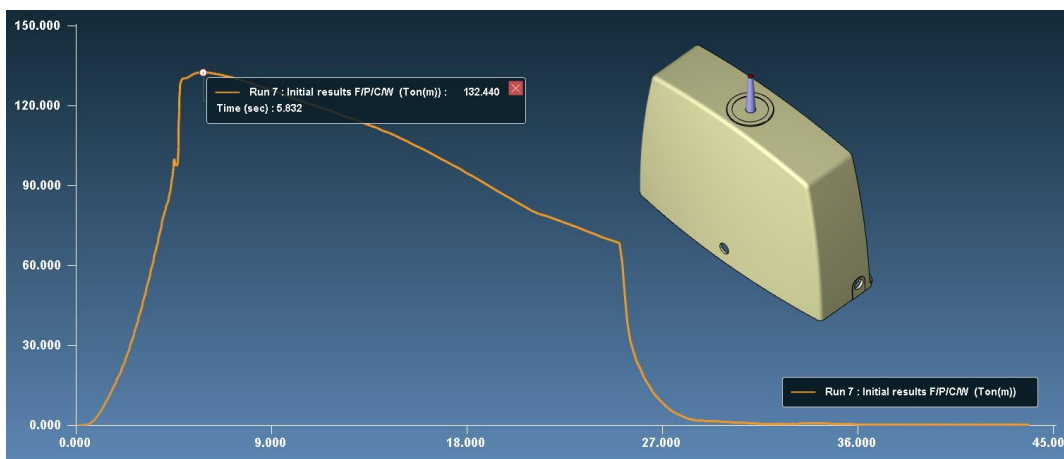 150.000
120.000
90.000
60.000
30.000
0.000
Run 7 : Initial results F/P/C/W (Ton(m)) : 132.440
Time (sec) : 5.832
Run 7 : Initial results F/P/C/W (Ton(m))
0.000 9.000 18.000 27.000 36.000 45.00